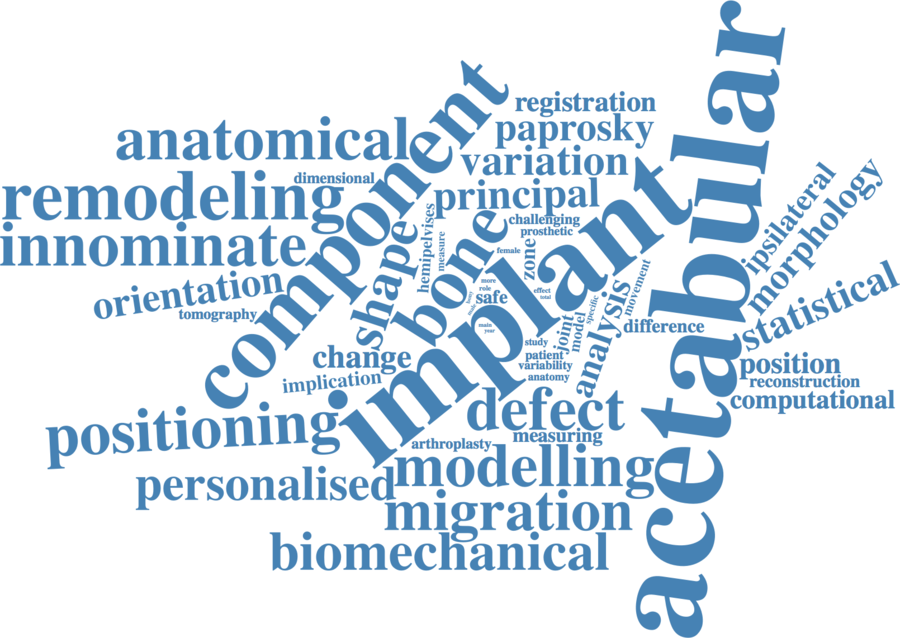 acetabular
implant
component
registration
paprosky
variation
principal
anatomical
dimensional
remodeling
innominate
orientation
tomography
shape
hemipelvises
measure
bone
challenging
prosthetic
female
zone
more
role
safe
effect
total
main
year
study
joint
model
specific
movement
analysis
patient
variability
anatomy
difference
ipsilateral
morphology
statistical
position
reconstruction
computational
change
implication
positioning
defect
measuring
arthroplasty
modelling
personalised
migration
biomechanical